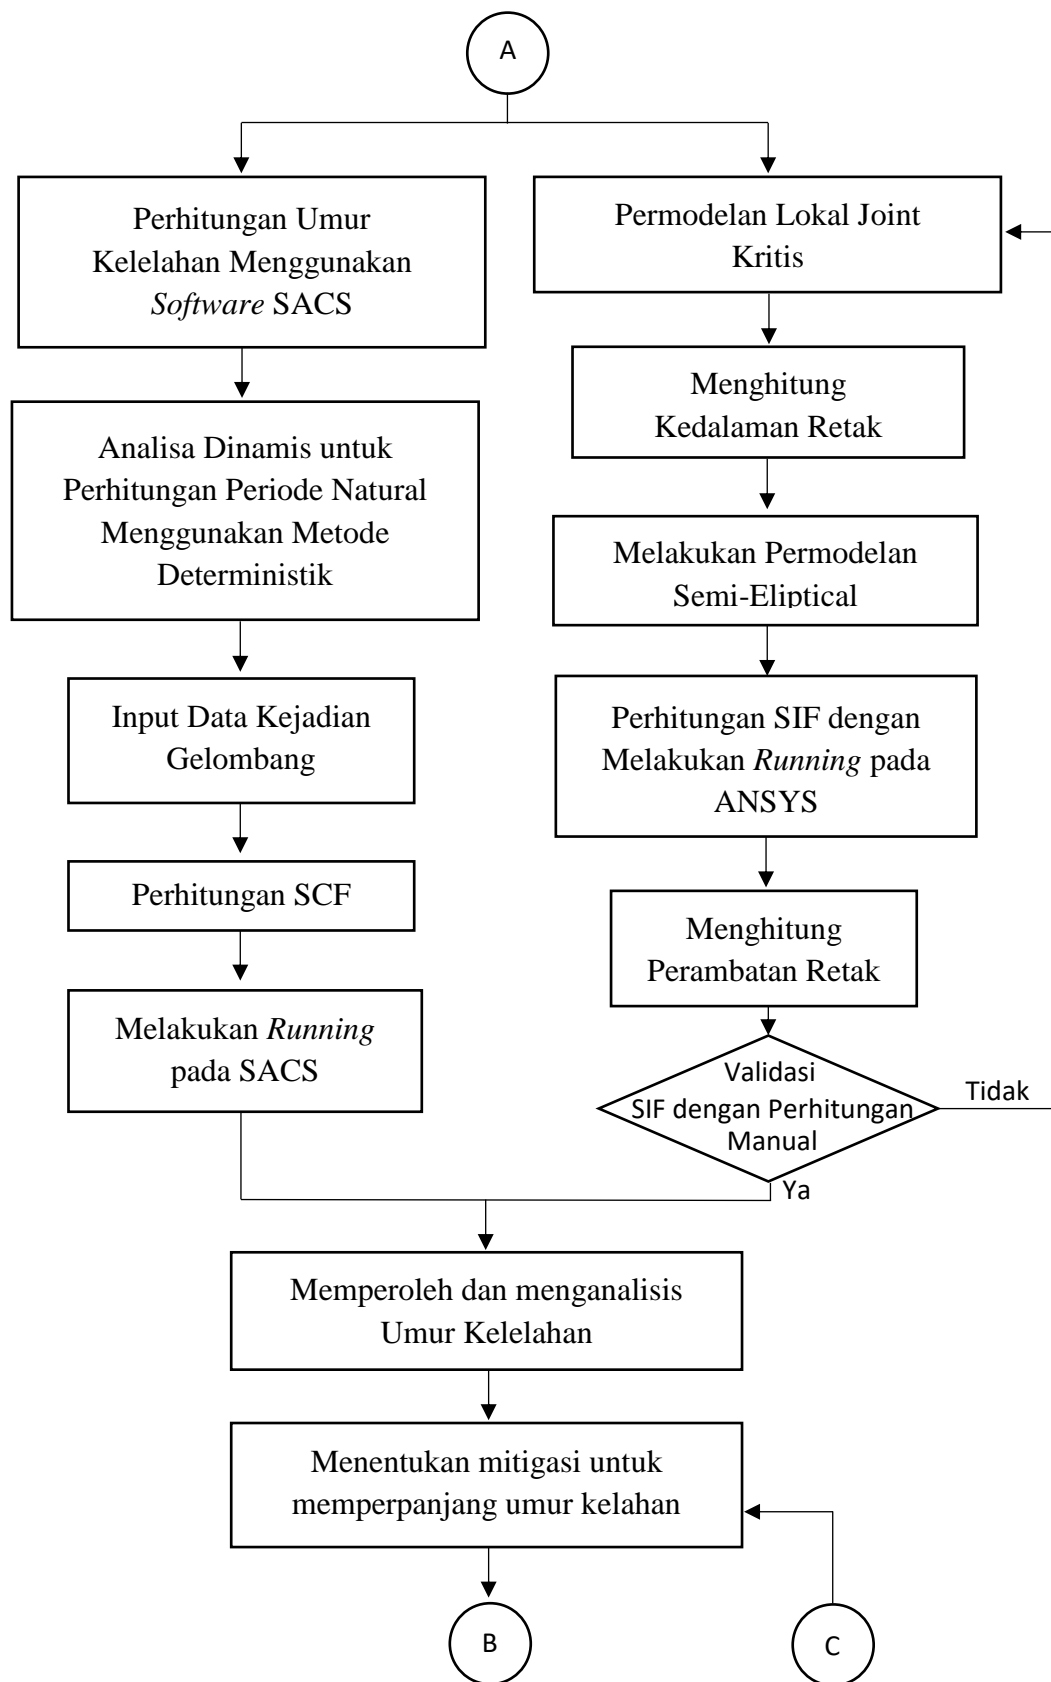 A
Perhitungan Umur
Kelelahan Menggunakan
Software SACS
Analisa Dinamis untuk
Perhitungan Periode Natural
Menggunakan Metode
Deterministik
Input Data Kejadian
Gelombang
Perhitungan SCF
Melakukan Running
pada SACS
Permodelan Lokal Joint
Kritis
Menghitung
Kedalaman Retak
Melakukan Permodelan
Semi-Eliptical
Perhitungan SIF dengan
Melakukan Running pada
ANSYS
Menghitung
Perambatan Retak
Validasi
SIF dengan Perhitungan
Manual
Tidak
Ya
Memperoleh dan menganalisis
Umur Kelelahan
Menentukan mitigasi untuk
memperpanjang umur kelahan
B
C